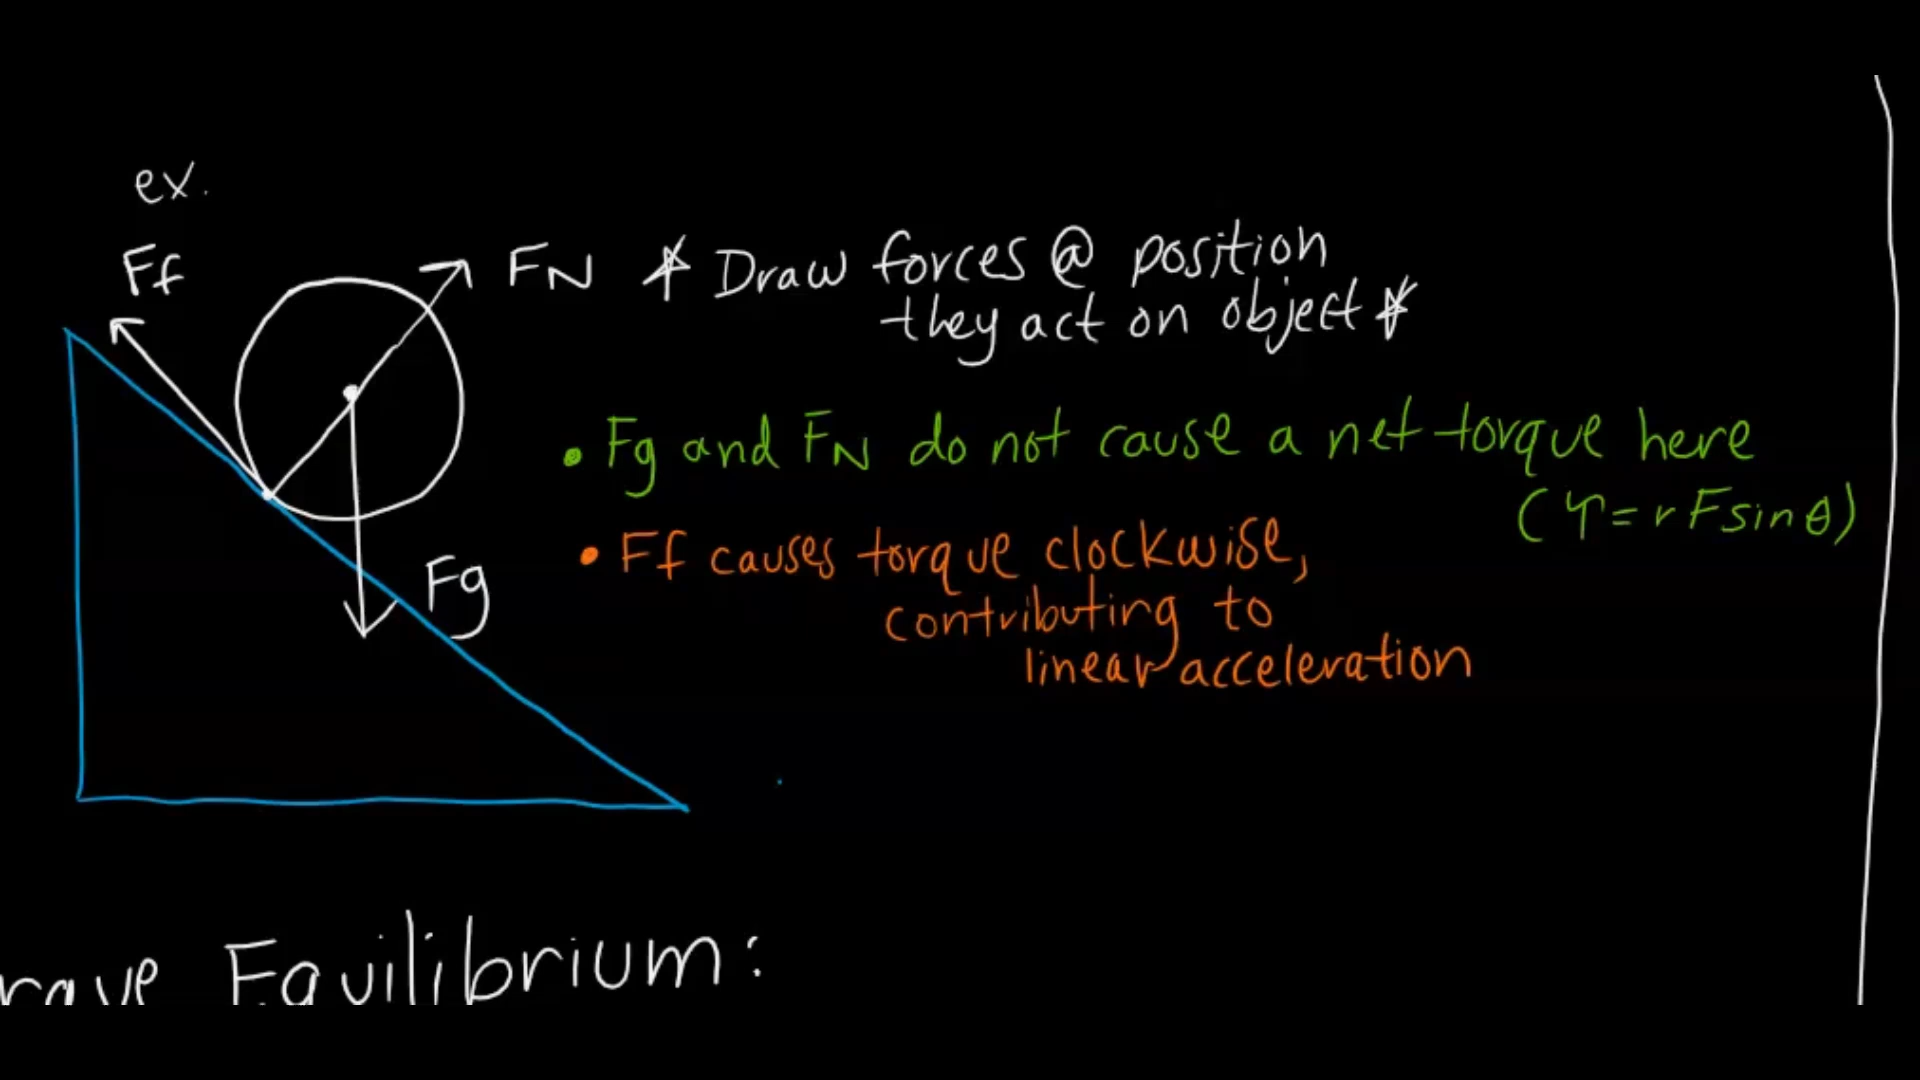 ex.
Ff
FN * Draw forces @ position
they act on object *
• Fg and FN do not cause a net torque here
(τ = r F sin θ)
• Ff causes torque clockwise,
contributing to
linear acceleration
Fg
Equilibrium: